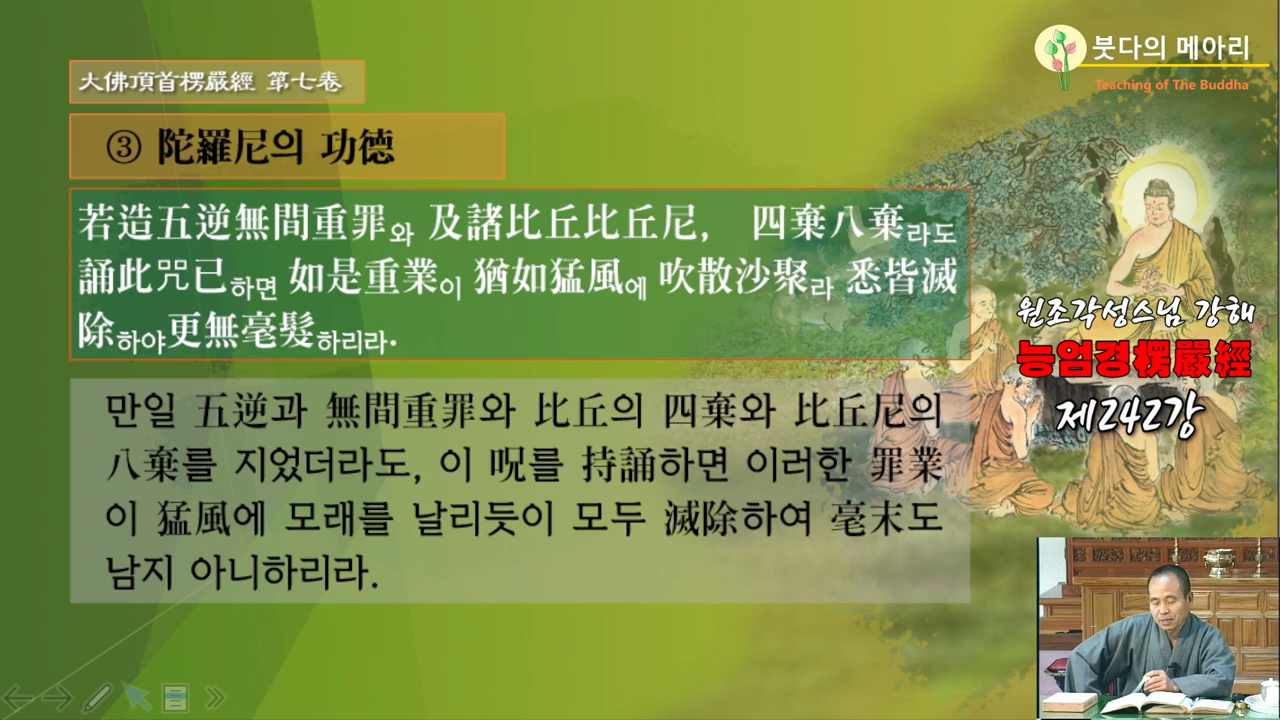 大佛頂首楞嚴經 第七卷
③ 陀羅尼의 功德
若造五逆無間重罪와 及諸比丘比丘尼, 四棄八棄라도
誦此咒已하면 如是重業이 猶如猛風에 吹散沙聚라 悉皆滅
除하야更無毫髮하리라.
만일 五逆과 無間重罪와 比丘의 四棄와 比丘尼의
八棄를 지었더라도, 이 呪를 持誦하면 이러한 罪業
이 猛風에 모래를 날리듯이 모두 滅除하여 毫末도
남지 아니하리라.
붓다의 메아리
Teaching of The Buddha
원조각성스님 강해
능엄경楞嚴經
제242강